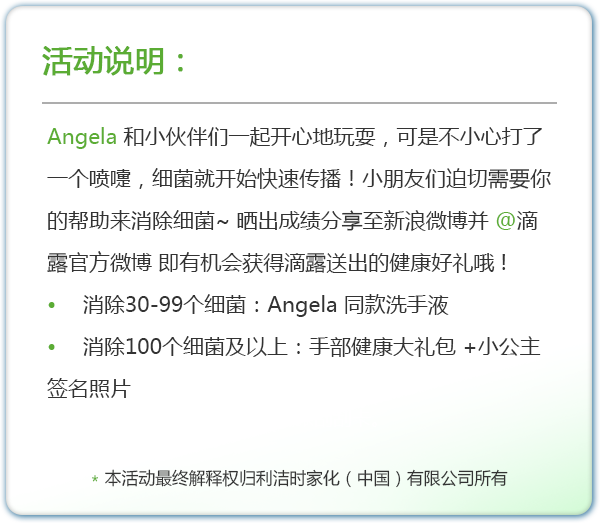 活动说明：
Angela 和小伙伴们一起开心地玩耍，可是不小心打了
一个喷嚏，细菌就开始快速传播！小朋友们迫切需要你
的帮助来消除细菌~ 晒出成绩分享至新浪微博并 @滴
露官方微博 即有机会获得滴露送出的健康好礼哦！
• 消除30-99个细菌：Angela 同款洗手液
• 消除100个细菌及以上：手部健康大礼包 +小公主
签名照片
* 本活动最终解释权归利洁时家化（中国）有限公司所有